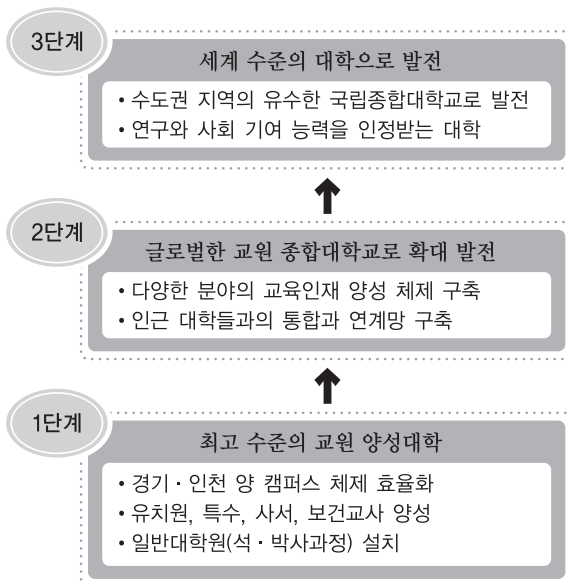 3단계
세계 수준의 대학으로 발전
• 수도권 지역의 유수한 국립종합대학교로 발전
• 연구와 사회 기여 능력을 인정받는 대학
2단계
글로벌한 교원 종합대학교로 확대 발전
• 다양한 분야의 교육인재 양성 체제 구축
• 인근 대학들과의 통합과 연계망 구축
1단계
최고 수준의 교원 양성대학
• 경기·인천 양 캠퍼스 체제 효율화
• 유치원, 특수, 사서, 보건교사 양성
• 일반대학원(석·박사과정) 설치